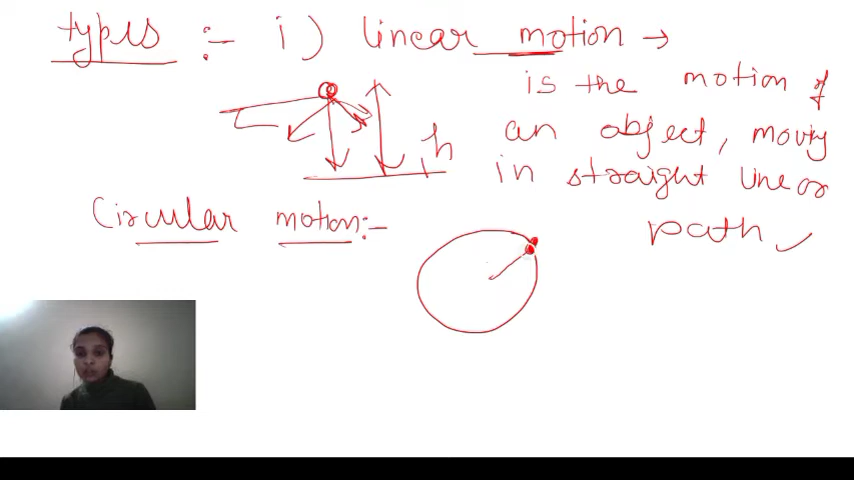 types :- i) linear motion →
is the motion of
an object, moving
h
in straight line or
path
Circular motion:-